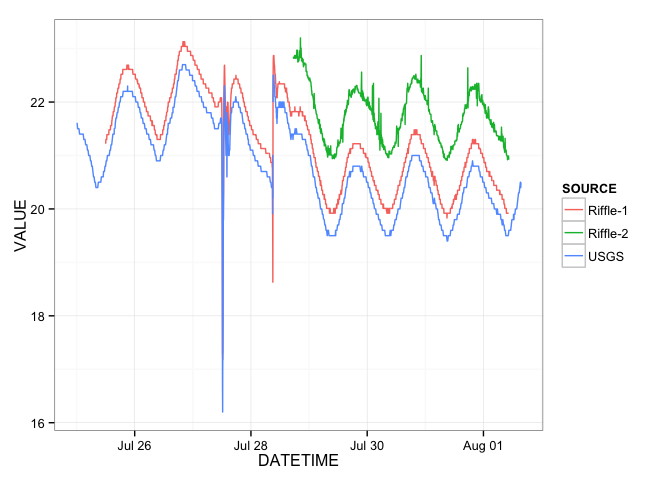 VALUE
22
20
18
16
Jul 26
Jul 28
Jul 30
Aug 01
DATETIME
SOURCE
Riffle-1
Riffle-2
USGS